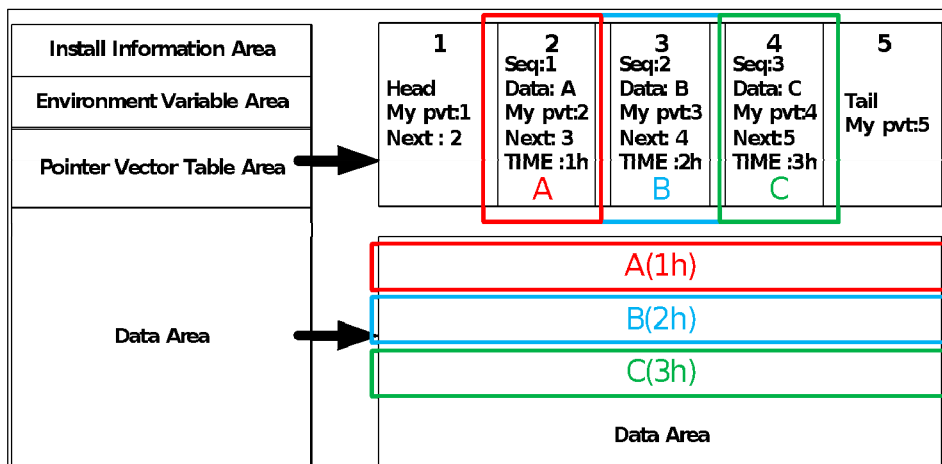 Install Information Area
Environment Variable Area
Pointer Vector Table Area
Data Area
1
Head
My pvt:1
Next : 2
2
Seq:1
Data: A
My pvt:2
Next: 3
TIME :1h
A
3
Seq:2
Data: B
My pvt:3
Next: 4
TIME :2h
B
4
Seq:3
Data: C
My pvt:4
Next:5
TIME :3h
C
5
Tail
My pvt:5
A(1h)
B(2h)
C(3h)
Data Area